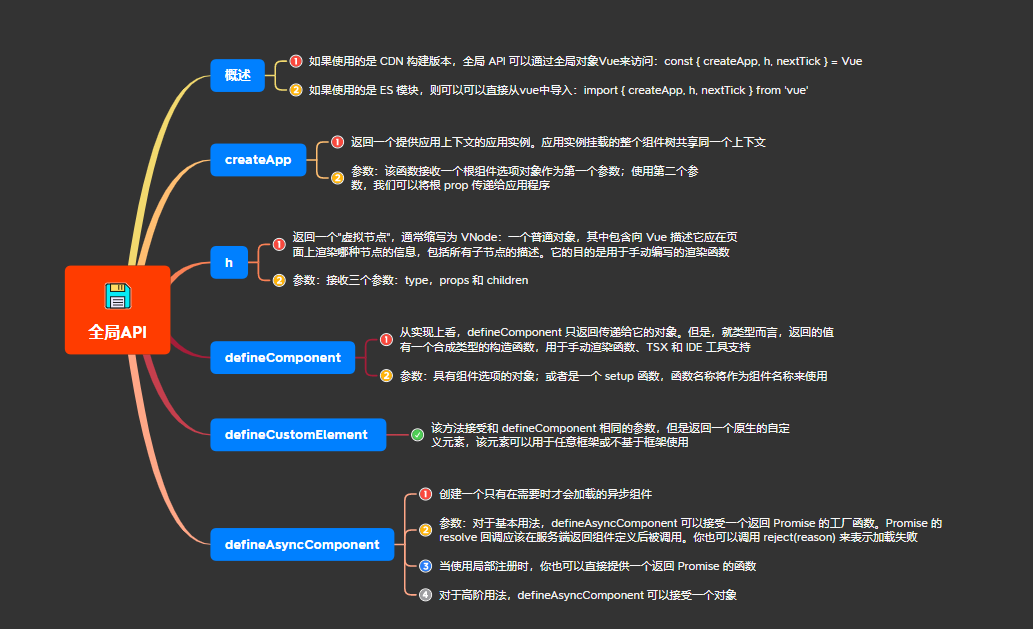 全局API
概述
1 如果使用的是 CDN 构建版本，全局 API 可以通过全局对象Vue来访问：const { createApp, h, nextTick } = Vue
2 如果使用的是 ES 模块，则可以可以直接从vue中导入：import { createApp, h, nextTick } from 'vue'
createApp
1 返回一个提供应用上下文的应用实例。应用实例挂载的整个组件树共享同一个上下文
2 参数：该函数接收一个根组件选项对象作为第一个参数；使用第二个参
数，我们可以将根 prop 传递给应用程序
h
1 返回一个"虚拟节点"，通常缩写为 VNode：一个普通对象，其中包含向 Vue 描述它应在页
面上渲染哪种节点的信息，包括所有子节点的描述。它的目的是用于手动编写的渲染函数
2 参数：接收三个参数：type，props 和 children
defineComponent
1 从实现上看，defineComponent 只返回传递给它的对象。但是，就类型而言，返回的值
有一个合成类型的构造函数，用于手动渲染函数、TSX 和 IDE 工具支持
2 参数：具有组件选项的对象；或者是一个 setup 函数，函数名称将作为组件名称来使用
defineCustomElement
该方法接受和 defineComponent 相同的参数，但是返回一个原生的自定
义元素，该元素可以用于任意框架或不基于框架使用
defineAsyncComponent
1 创建一个只有在需要时才会加载的异步组件
2 参数：对于基本用法，defineAsyncComponent 可以接受一个返回 Promise 的工厂函数。Promise 的
resolve 回调应该在服务端返回组件定义后被调用。你也可以调用 reject(reason) 来表示加载失败
3 当使用局部注册时，你也可以直接提供一个返回 Promise 的函数
4 对于高阶用法，defineAsyncComponent 可以接受一个对象